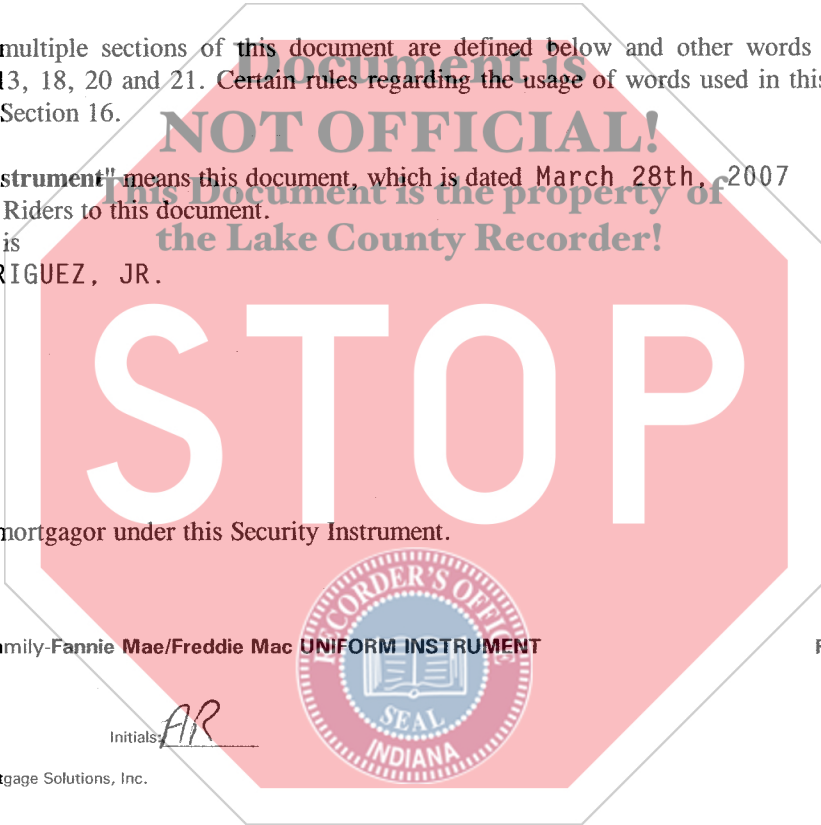 multiple sections of this document are defined below and other words
Document is
13, 18, 20 and 21. Certain rules regarding the usage of words used in this
Section 16.
NOT OFFICIAL!
strument" means this document, which is dated March 28th, 2007
This Document is the property of
Riders to this document.
the Lake County Recorder!
is
RIGUEZ, JR.
STOP
mortgagor under this Security Instrument.
RECORDER'S OFFICE
mily-Fannie Mae/Freddie Mac UNIFORM INSTRUMENT
SEAL
INDIANA
Initials: AR
tgage Solutions, Inc.